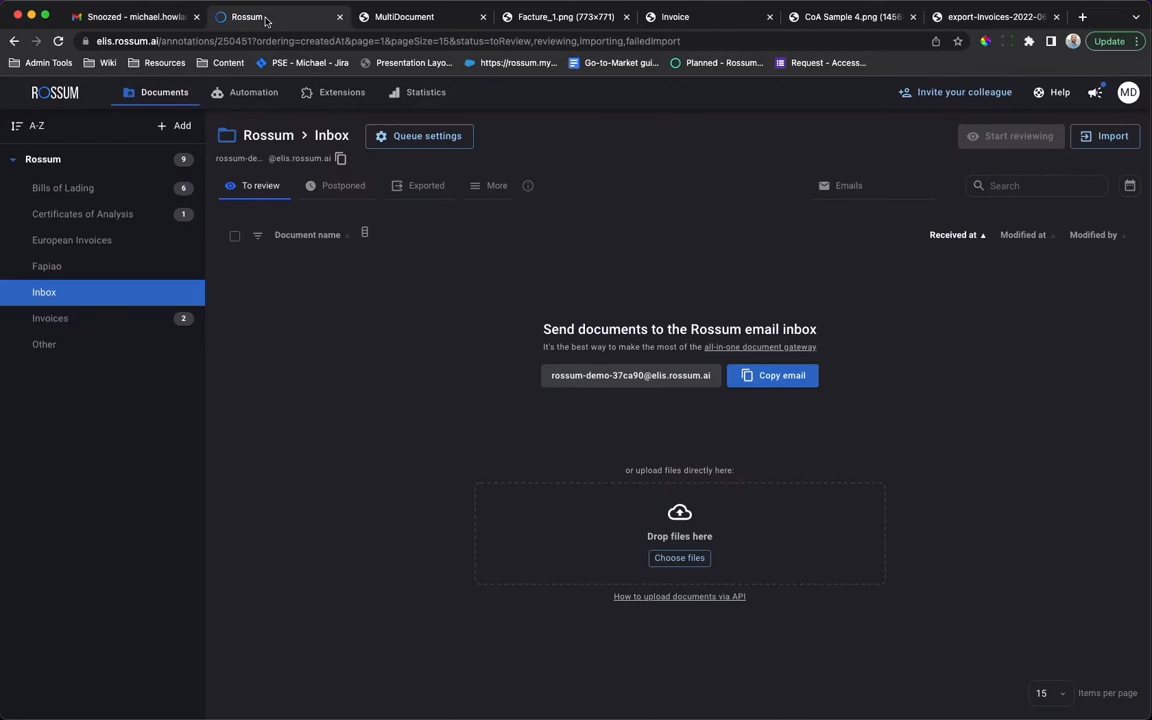 Snoozed - michael.howla
Rossum
MultiDocument
Facture_1.png (773×771)
Invoice
CoA Sample 4.png (1456
export-Invoices-2022-06
elis.rossum.ai/annotations/250451?ordering=createdAt&page=1&pageSize=15&status=toReview,reviewing,importing,failedImport
Update
Admin Tools
Wiki
Resources
Content
PSE - Michael - Jira
Presentation Layo...
https://rossum.my...
Go-to-Market gui...
Planned - Rossum...
Request - Access...
ROSSUM
Documents
Automation
Extensions
Statistics
Invite your colleague
Help
MD
A-Z
Add
Rossum > Inbox
Queue settings
Start reviewing
Import
rossum-de... @elis.rossum.ai
Rossum 9
Bills of Lading 6
Certificates of Analysis 1
European Invoices
Fapiao
Inbox
Invoices 2
Other
To review
Postponed
Exported
More
Emails
Search
Document name
Received at
Modified at
Modified by
Send documents to the Rossum email inbox
It's the best way to make the most of the all-in-one document gateway
rossum-demo-37ca90@elis.rossum.ai
Copy email
or upload files directly here:
Drop files here
Choose files
How to upload documents via API
15 Items per page